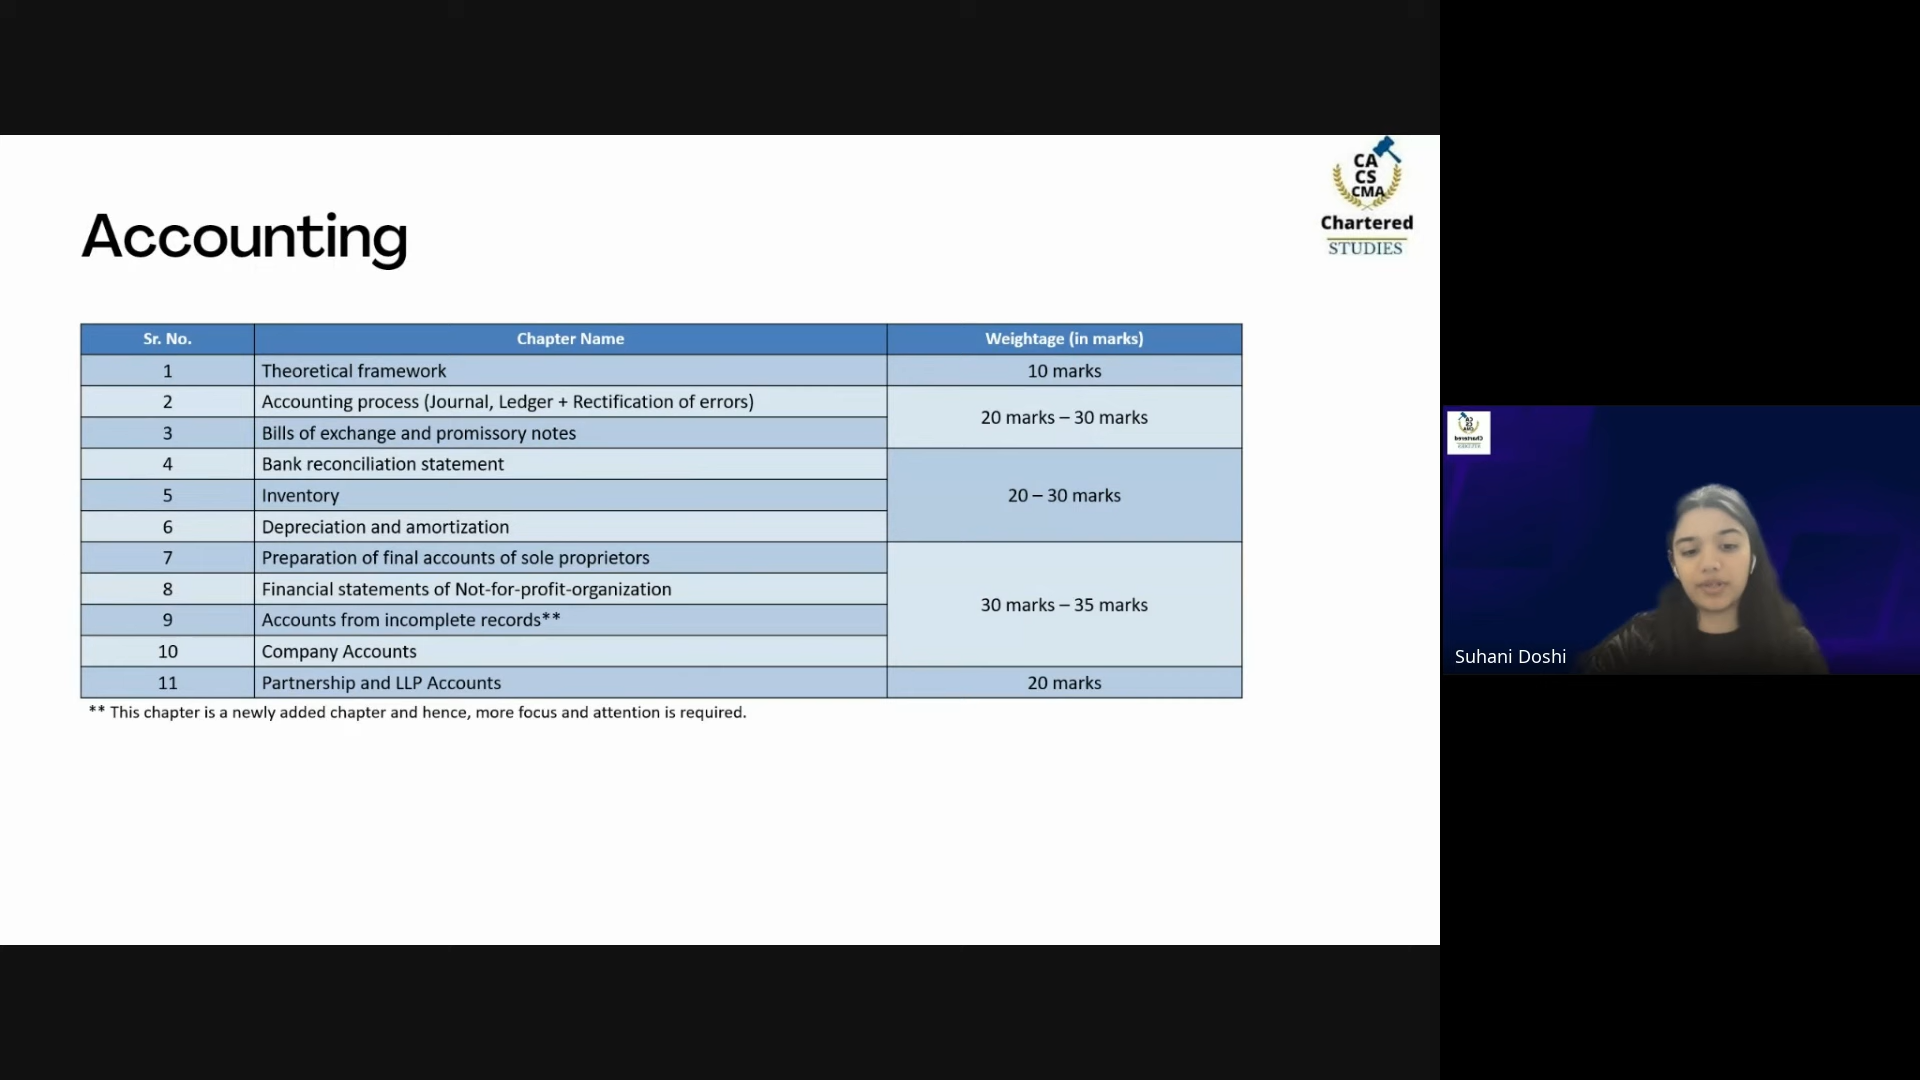 CA
CS
CMA
Chartered
STUDIES
Accounting
Sr. No. Chapter Name Weightage (in marks)
1 Theoretical framework 10 marks
2 Accounting process (Journal, Ledger + Rectification of errors) 20 marks – 30 marks
3 Bills of exchange and promissory notes
4 Bank reconciliation statement 20 – 30 marks
5 Inventory
6 Depreciation and amortization
7 Preparation of final accounts of sole proprietors 30 marks – 35 marks
8 Financial statements of Not-for-profit-organization
9 Accounts from incomplete records**
10 Company Accounts
11 Partnership and LLP Accounts 20 marks
** This chapter is a newly added chapter and hence, more focus and attention is required.
Suhani Doshi